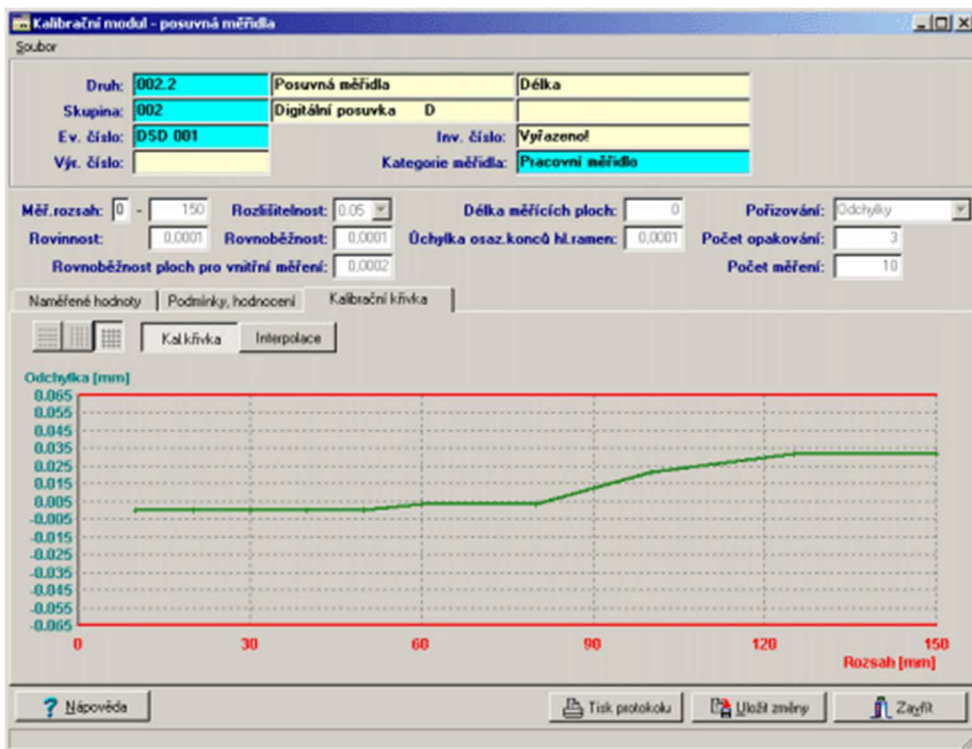 Kalibrační modul - posuvná měřidla
Soubor
Druh: 002.2 Posuvná měřidla Délka
Skupina: 002 Digitální posuvka D
Ev. číslo: DSD 001 Inv. číslo: Vyřazeno!
Výr. číslo: Kategorie měřidla: Pracovní měřidlo
Měř.rozsah: 0 - 150 Rozlišitelnost: 0.05 Délka měřících ploch: 0 Pořizování: Odchylky
Rovinnost: 0,0001 Rovnoběžnost: 0,0001 Úchylka osaz.konců hl.ramen: 0,0001 Počet opakování: 3
Rovnoběžnost ploch pro vnitřní měření: 0,0002 Počet měření: 10
Naměřené hodnoty Podmínky, hodnocení Kalibrační křivka
Kal.křivka Interpolace
Odchylka [mm]
0.065
0.055
0.045
0.035
0.025
0.015
0.005
-0.005
-0.015
-0.025
-0.035
-0.045
-0.055
-0.065
0 30 60 90 120 150
Rozsah [mm]
Nápověda Tisk protokolu Uložit změny Zavřít